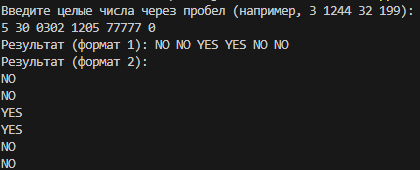 Введите целые числа через пробел (например, 3 1244 32 199):
5 30 0302 1205 77777 0
Результат (формат 1): NO NO YES YES NO NO
Результат (формат 2):
NO
NO
YES
YES
NO
NO